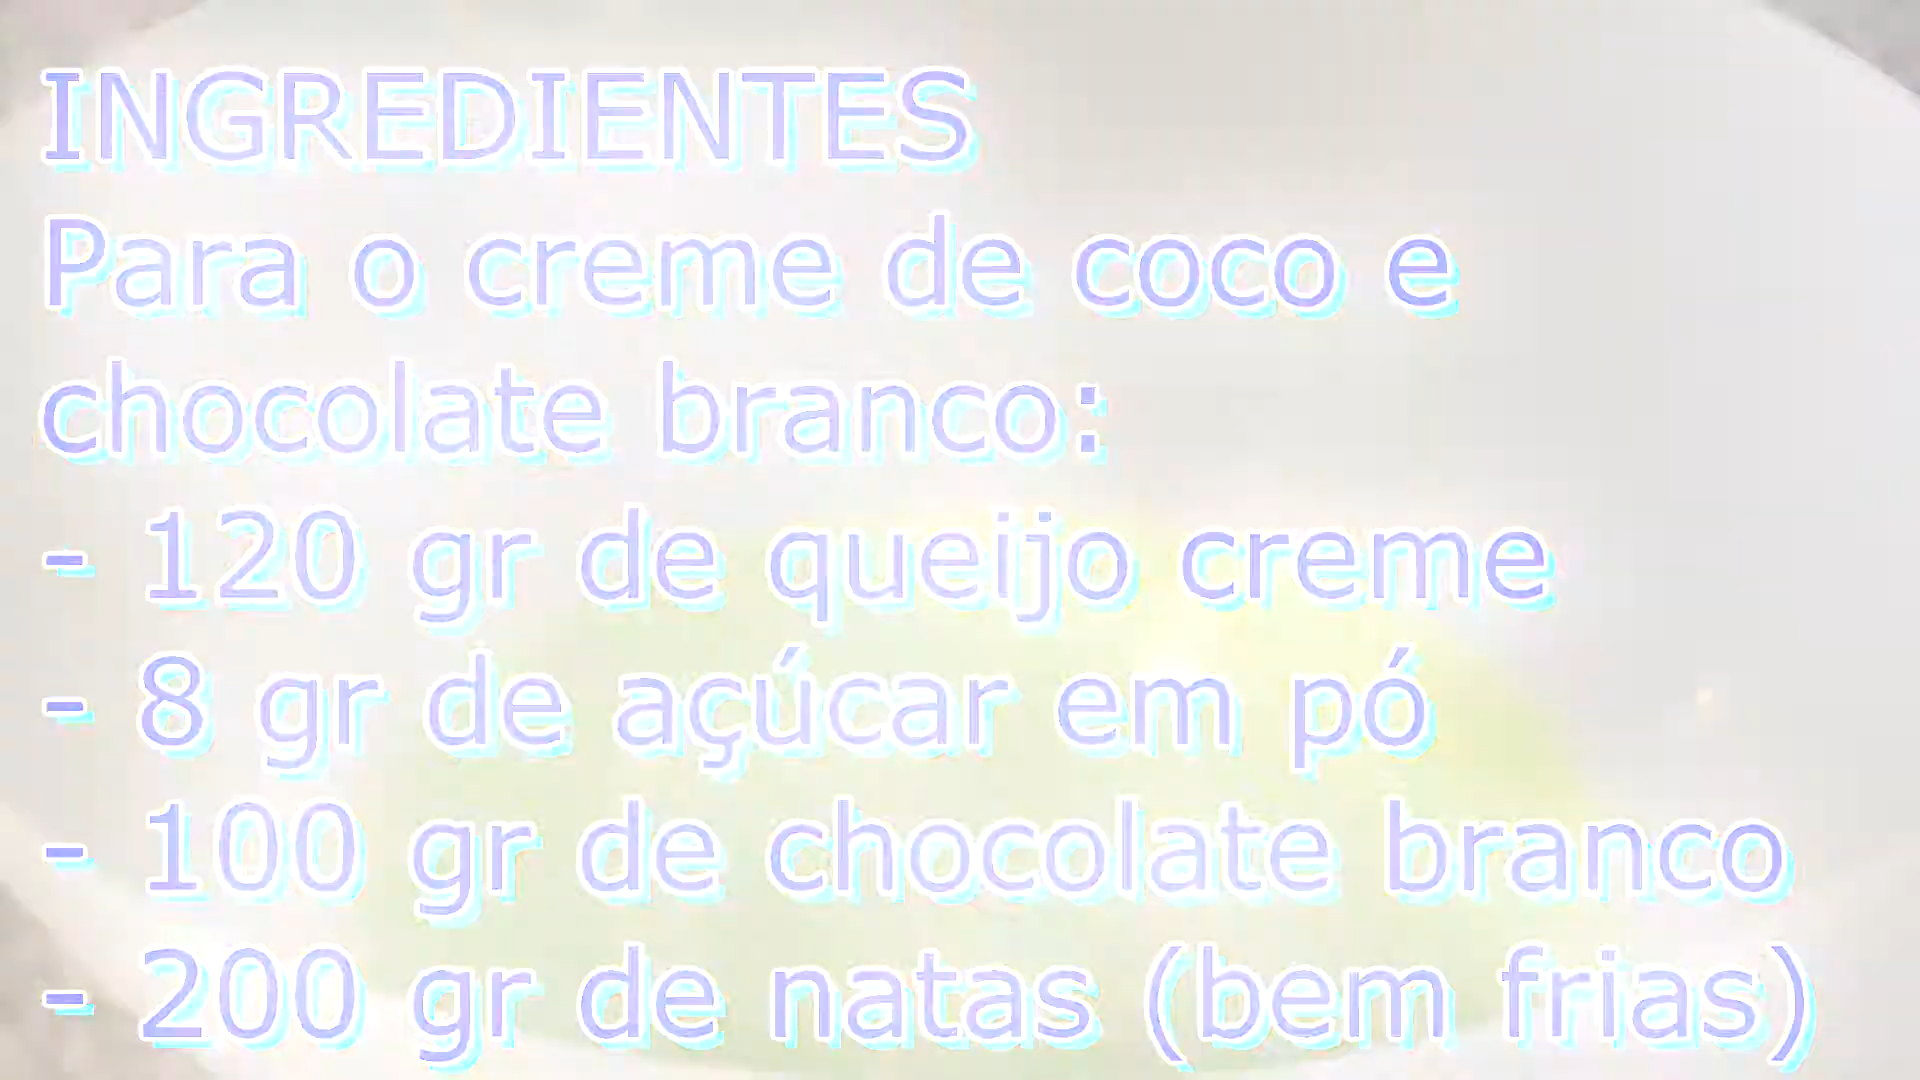 INGREDIENTES
Para o creme de coco e
chocolate branco:
- 120 gr de queijo creme
- 8 gr de açúcar em pó
- 100 gr de chocolate branco
- 200 gr de natas (bem frias)